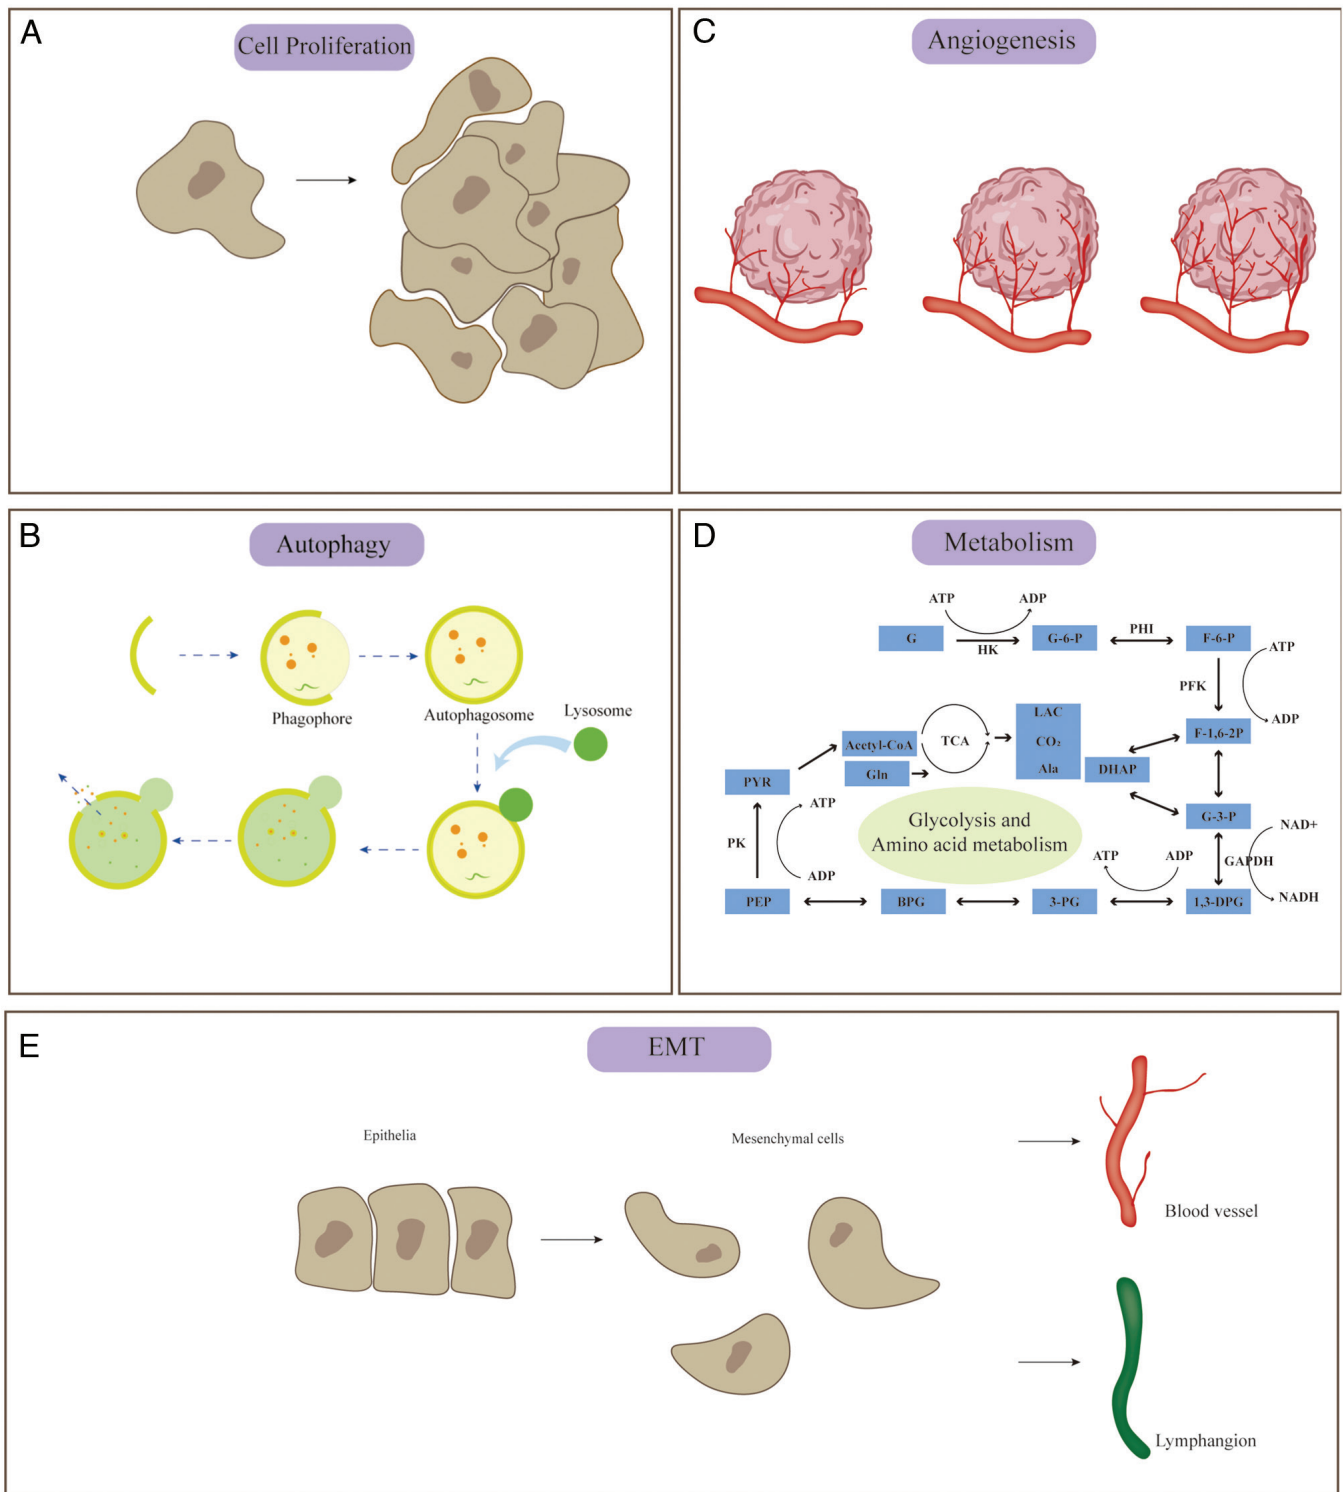 A
Cell Proliferation
C
Angiogenesis
B
Autophagy
Phagophore
Autophagosome
Lysosome
D
Metabolism
ATP
ADP
G
HK
G-6-P
PHI
F-6-P
ATP
PFK
ADP
F-1,6-2P
LAC
CO₂
Ala
DHAP
Acetyl-CoA
TCA
Gln
PYR
ATP
PK
ADP
Glycolysis and
Amino acid metabolism
G-3-P
NAD+
GAPDH
NADH
ATP
ADP
PEP
BPG
3-PG
1,3-DPG
E
EMT
Epithelia
Mesenchymal cells
Blood vessel
Lymphangion